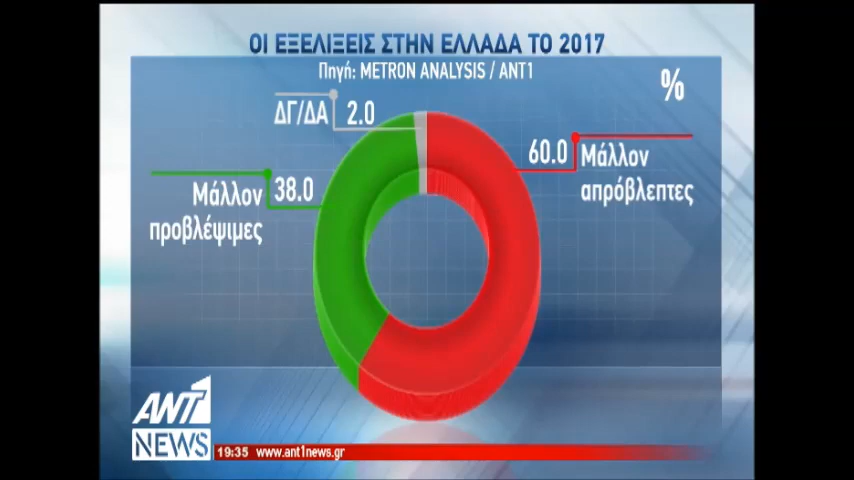 ΟΙ ΕΞΕΛΙΞΕΙΣ ΣΤΗΝ ΕΛΛΑΔΑ ΤΟ 2017
Πηγή: METRON ANALYSIS / ANT1
%
ΔΓ/ΔΑ 2.0
60.0 Μάλλον
απρόβλεπτες
Μάλλον 38.0
προβλέψιμες
ANT1
NEWS
19:35 www.ant1news.gr